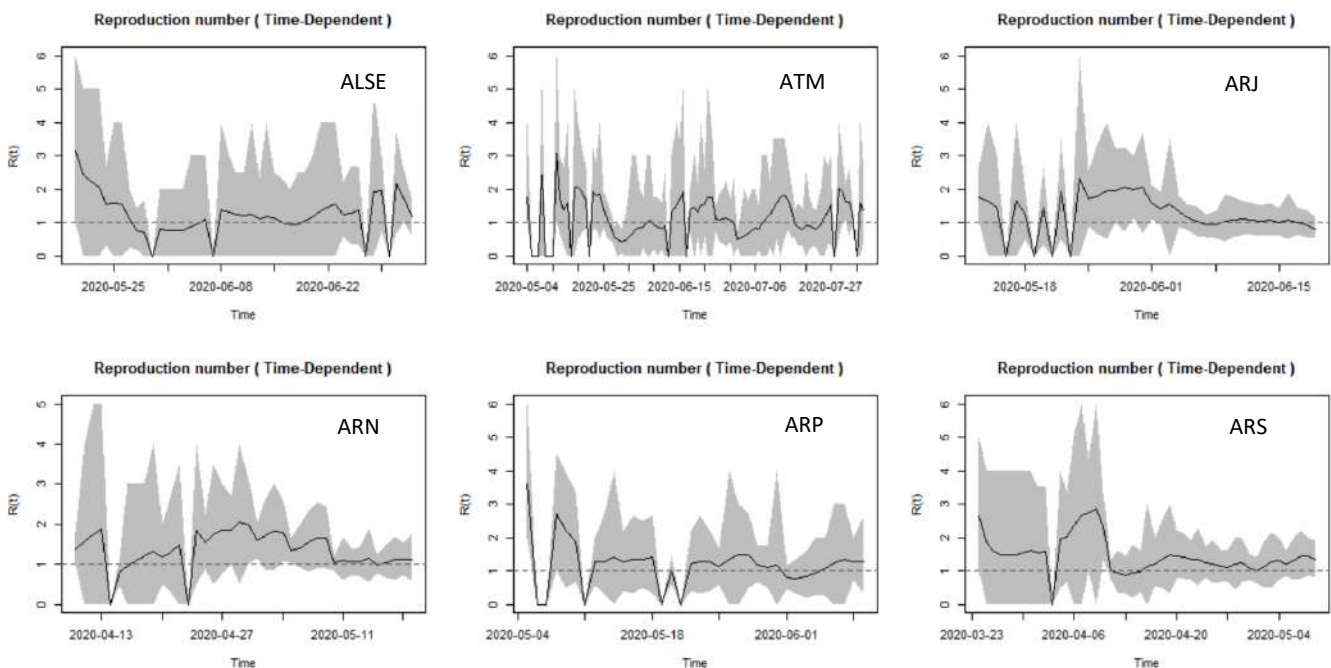 Reproduction number ( Time-Dependent )
ALSE
6
5
4
3
2
1
0
R(t)
2020-05-25 2020-06-08 2020-06-22
Time
Reproduction number ( Time-Dependent )
ATM
6
5
4
3
2
1
0
R(t)
2020-05-04 2020-05-25 2020-06-15 2020-07-06 2020-07-27
Time
Reproduction number ( Time-Dependent )
ARJ
6
5
4
3
2
1
0
R(t)
2020-05-18 2020-06-01 2020-06-15
Time
Reproduction number ( Time-Dependent )
ARN
5
4
3
2
1
0
R(t)
2020-04-13 2020-04-27 2020-05-11
Time
Reproduction number ( Time-Dependent )
ARP
6
5
4
3
2
1
0
R(t)
2020-05-04 2020-05-18 2020-06-01
Time
Reproduction number ( Time-Dependent )
ARS
6
5
4
3
2
1
0
R(t)
2020-03-23 2020-04-06 2020-04-20 2020-05-04
Time